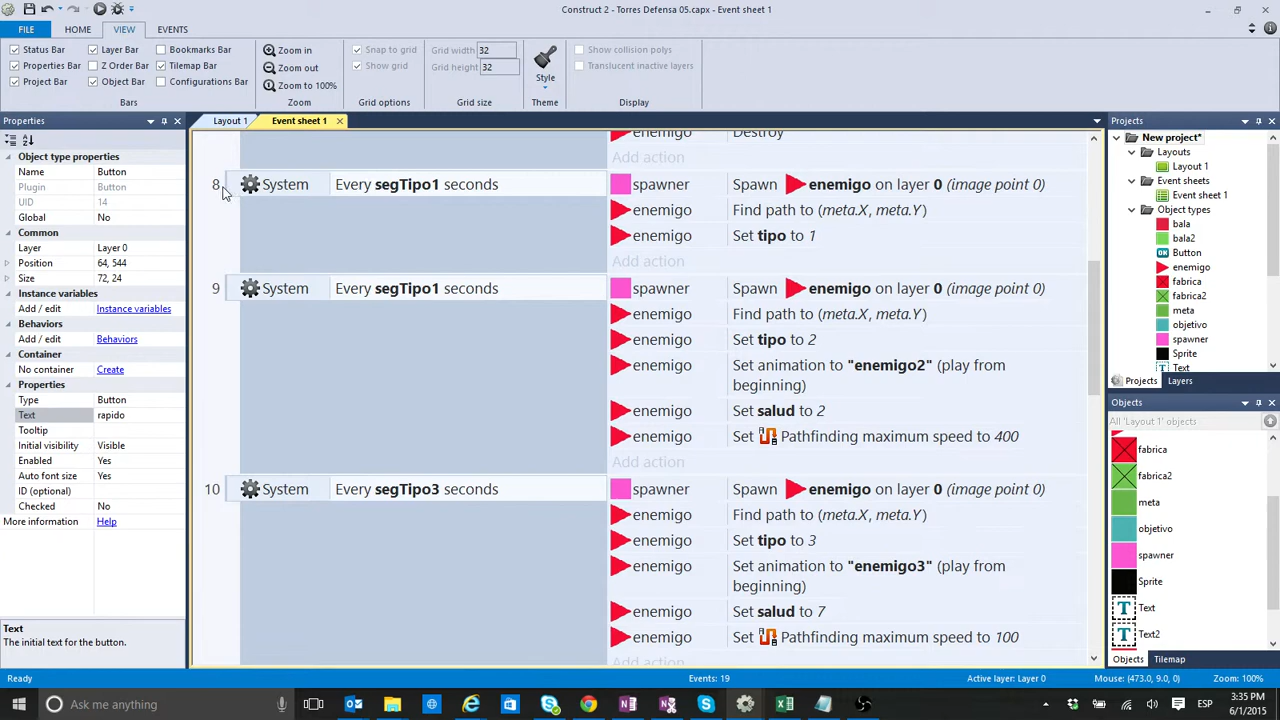 Construct 2 - Torres Defensa 05.capx - Event sheet 1
FILE HOME VIEW EVENTS
Status Bar Layer Bar Bookmarks Bar
Properties Bar Z Order Bar Tilemap Bar
Project Bar Object Bar Configurations Bar
Bars
Zoom in
Zoom out
Zoom to 100%
Zoom
Snap to grid
Show grid
Grid options
Grid width 32
Grid height 32
Grid size
Style
Theme
Show collision polys
Translucent inactive layers
Display
Properties
Object type properties
Name Button
Plugin Button
UID 14
Global No
Common
Layer Layer 0
Position 64, 544
Size 72, 24
Instance variables
Add / edit Instance variables
Behaviors
Add / edit Behaviors
Container
No container Create
Properties
Type Button
Text rapido
Tooltip
Initial visibility Visible
Enabled Yes
Auto font size Yes
ID (optional)
Checked No
More information Help
Text
The initial text for the button.
Layout 1 Event sheet 1
enemigo Destroy
Add action
8 System Every segTipo1 seconds
spawner Spawn enemigo on layer 0 (image point 0)
enemigo Find path to (meta.X, meta.Y)
enemigo Set tipo to 1
Add action
9 System Every segTipo1 seconds
spawner Spawn enemigo on layer 0 (image point 0)
enemigo Find path to (meta.X, meta.Y)
enemigo Set tipo to 2
enemigo Set animation to "enemigo2" (play from
beginning)
enemigo Set salud to 2
enemigo Set Pathfinding maximum speed to 400
Add action
10 System Every segTipo3 seconds
spawner Spawn enemigo on layer 0 (image point 0)
enemigo Find path to (meta.X, meta.Y)
enemigo Set tipo to 3
enemigo Set animation to "enemigo3" (play from
beginning)
enemigo Set salud to 7
enemigo Set Pathfinding maximum speed to 100
Add action
Projects
New project*
Layouts
Layout 1
Event sheets
Event sheet 1
Object types
bala
bala2
OK Button
enemigo
fabrica
fabrica2
meta
objetivo
spawner
Sprite
T Text
Projects Layers
Objects
All 'Layout 1' objects
fabrica
fabrica2
meta
objetivo
spawner
Sprite
T Text
T Text2
Objects Tilemap
Ready Events: 19 Active layer: Layer 0 Mouse: (473.0, 9.0, 0) Zoom: 100%
Ask me anything
ESP
3:35 PM
6/1/2015